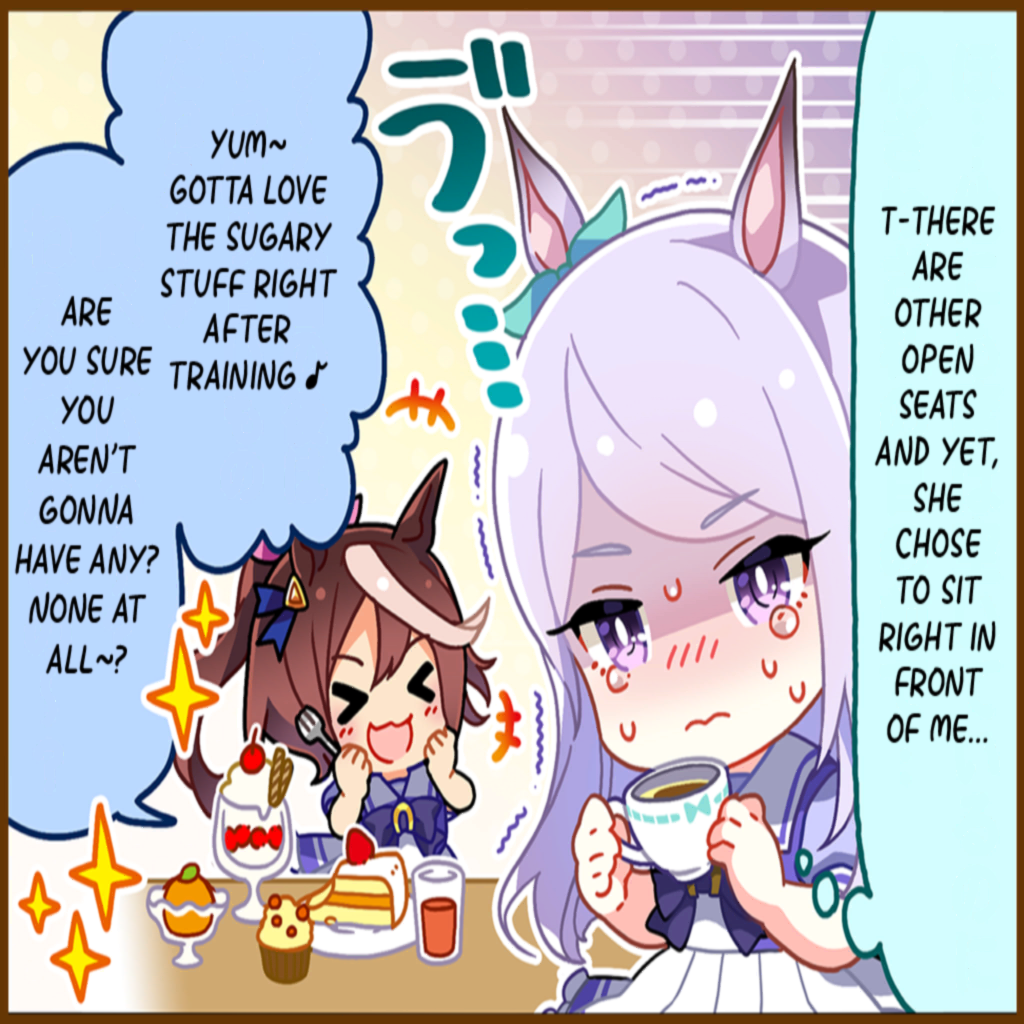 T-THERE
ARE
OTHER
OPEN
SEATS
AND YET,
SHE
CHOSE
TO SIT
RIGHT IN
FRONT
OF ME...
ヴッ…
YUM~
GOTTA LOVE
THE SUGARY
STUFF RIGHT
AFTER
TRAINING ♪
ARE
YOU SURE
YOU
AREN'T
GONNA
HAVE ANY?
NONE AT
ALL~?